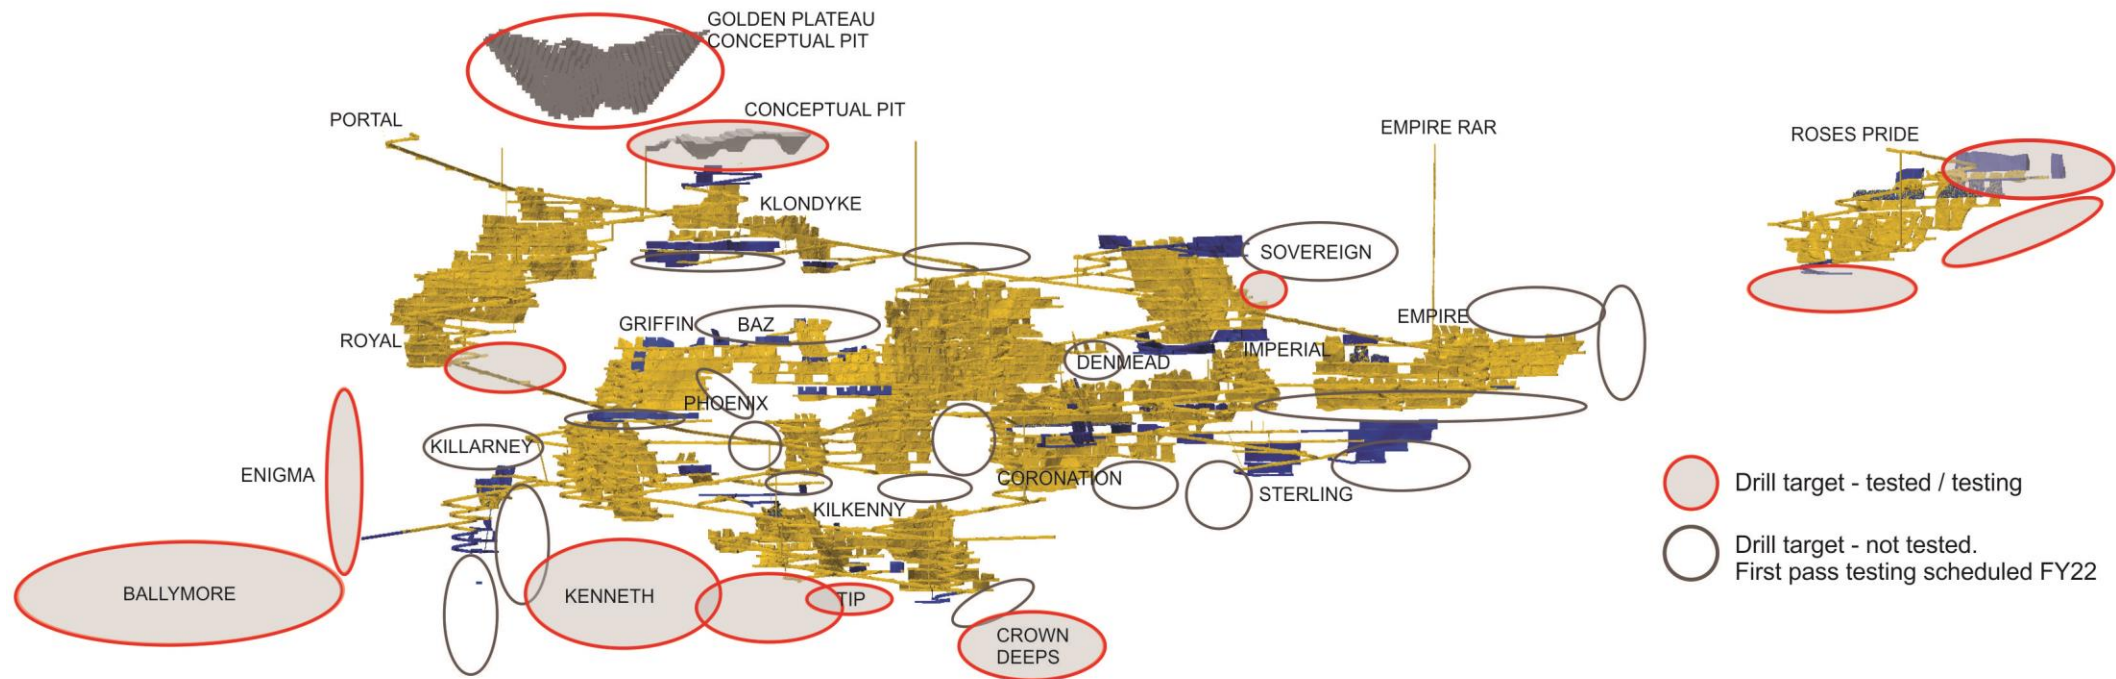 GOLDEN PLATEAU
CONCEPTUAL PIT
CONCEPTUAL PIT
PORTAL
EMPIRE RAR
ROSES PRIDE
KLONDYKE
SOVEREIGN
GRIFFIN
BAZ
EMPIRE
ROYAL
DENMEAD
IMPERIAL
PHOENIX
KILLARNEY
ENIGMA
CORONATION
STERLING
KILKENNY
BALLYMORE
KENNETH
TIP
CROWN
DEEPS
Drill target - tested / testing
Drill target - not tested.
First pass testing scheduled FY22